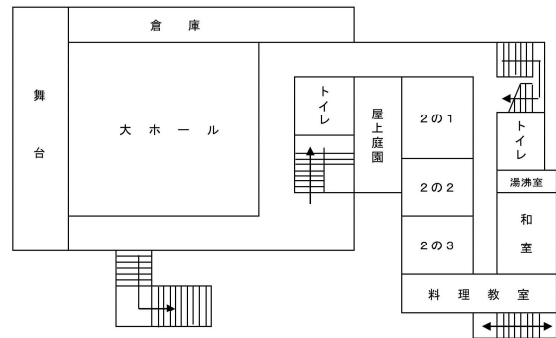 倉庫
舞台
大ホール
トイレ
屋上庭園
2の1
2の2
2の3
トイレ
湯沸室
和室
料理教室